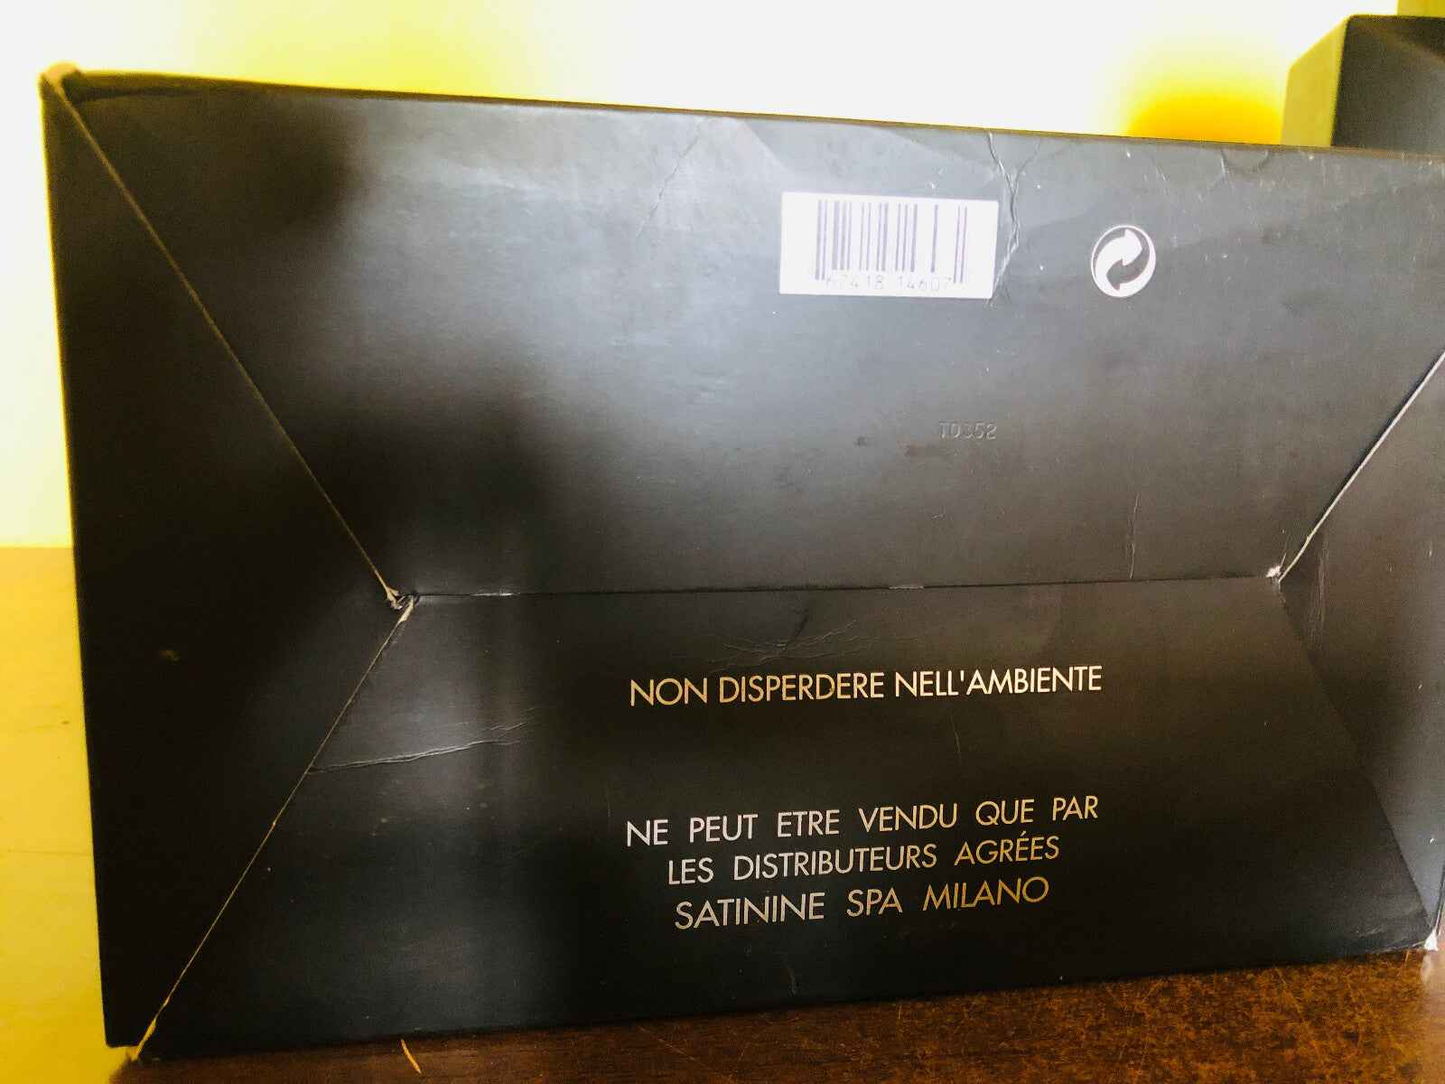 67418 14607
TD352
NON DISPERDERE NELL'AMBIENTE
NE PEUT ETRE VENDU QUE PAR
LES DISTRIBUTEURS AGRÉES
SATININE SPA MILANO